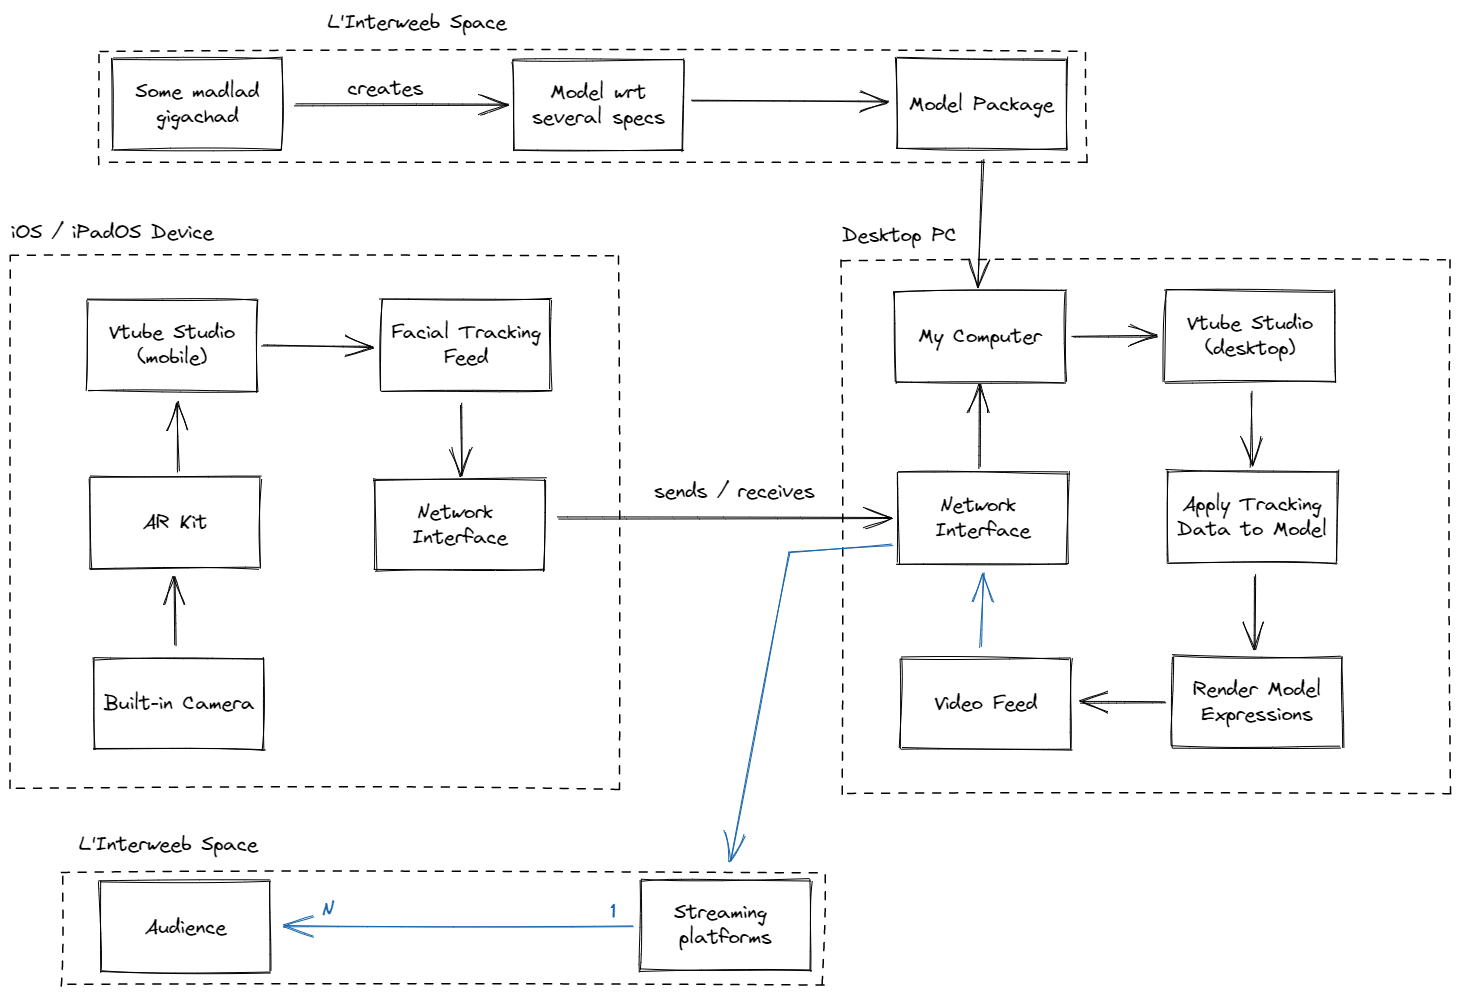 L'Interweeb Space
Some madlad
gigachad
creates
Model wrt
several specs
Model Package
iOS / iPadOS Device
Vtube Studio
(mobile)
Facial Tracking
Feed
AR Kit
Network
Interface
Built-in Camera
sends / receives
Desktop PC
My Computer
Vtube Studio
(desktop)
Network
Interface
Apply Tracking
Data to Model
Video Feed
Render Model
Expressions
L'Interweeb Space
Audience
N
1
Streaming
platforms